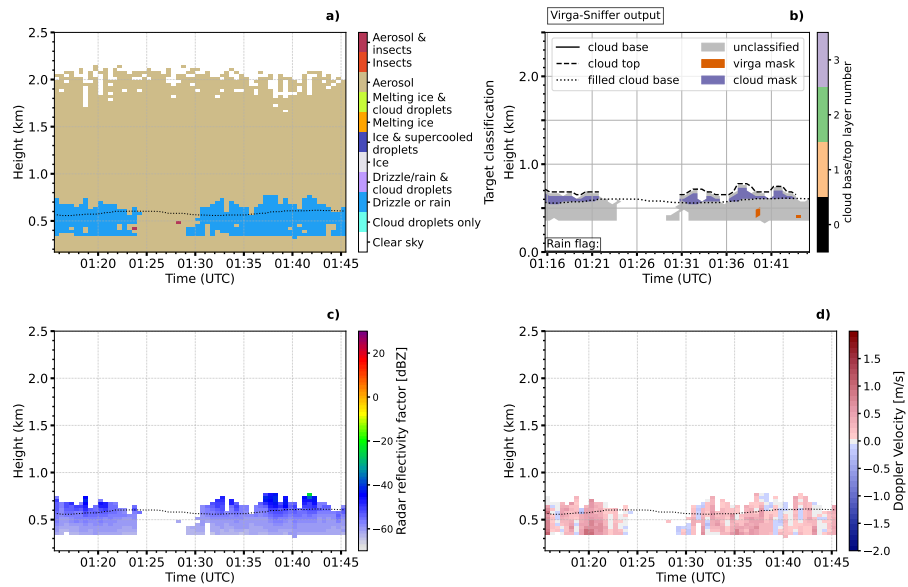 a)
2.5
2.0
1.5
1.0
0.5
Height (km)
01:20
01:25
01:30
01:35
01:40
01:45
Time (UTC)
Aerosol &
insects
Insects
Aerosol
Melting ice &
cloud droplets
Melting ice
Ice & supercooled
droplets
Ice
Drizzle/rain &
cloud droplets
Drizzle or rain
Cloud droplets only
Clear sky
Target classification
Virga-Sniffer output
b)
cloud base
cloud top
filled cloud base
unclassified
virga mask
cloud mask
2.5
2.0
1.5
1.0
0.5
0.0
Height (km)
Rain flag:
01:16
01:21
01:26
01:31
01:36
01:41
Time (UTC)
3
2
1
0
cloud base/top layer number
c)
2.5
2.0
1.5
1.0
0.5
Height (km)
01:20
01:25
01:30
01:35
01:40
01:45
Time (UTC)
20
0
−20
−40
−60
Radar reflectivity factor [dBZ]
d)
2.5
2.0
1.5
1.0
0.5
Height (km)
01:20
01:25
01:30
01:35
01:40
01:45
Time (UTC)
1.5
1.0
0.5
0.0
−0.5
−1.0
−1.5
−2.0
Doppler Velocity [m/s]